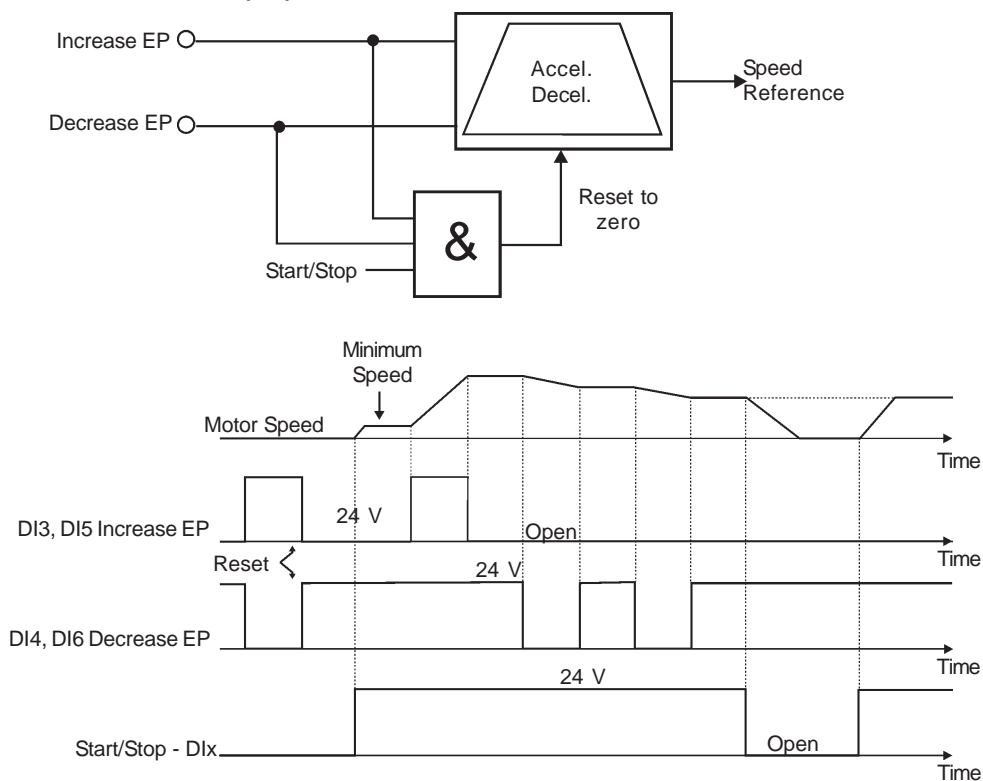 Increase EP
Accel.
Decel.
Speed
Reference
Decrease EP
Reset to
zero
&
Start/Stop
Minimum
Speed
Motor Speed
Time
24 V
DI3, DI5 Increase EP
Open
Time
Reset
24 V
DI4, DI6 Decrease EP
Time
24 V
Start/Stop - DIx
Open
Time